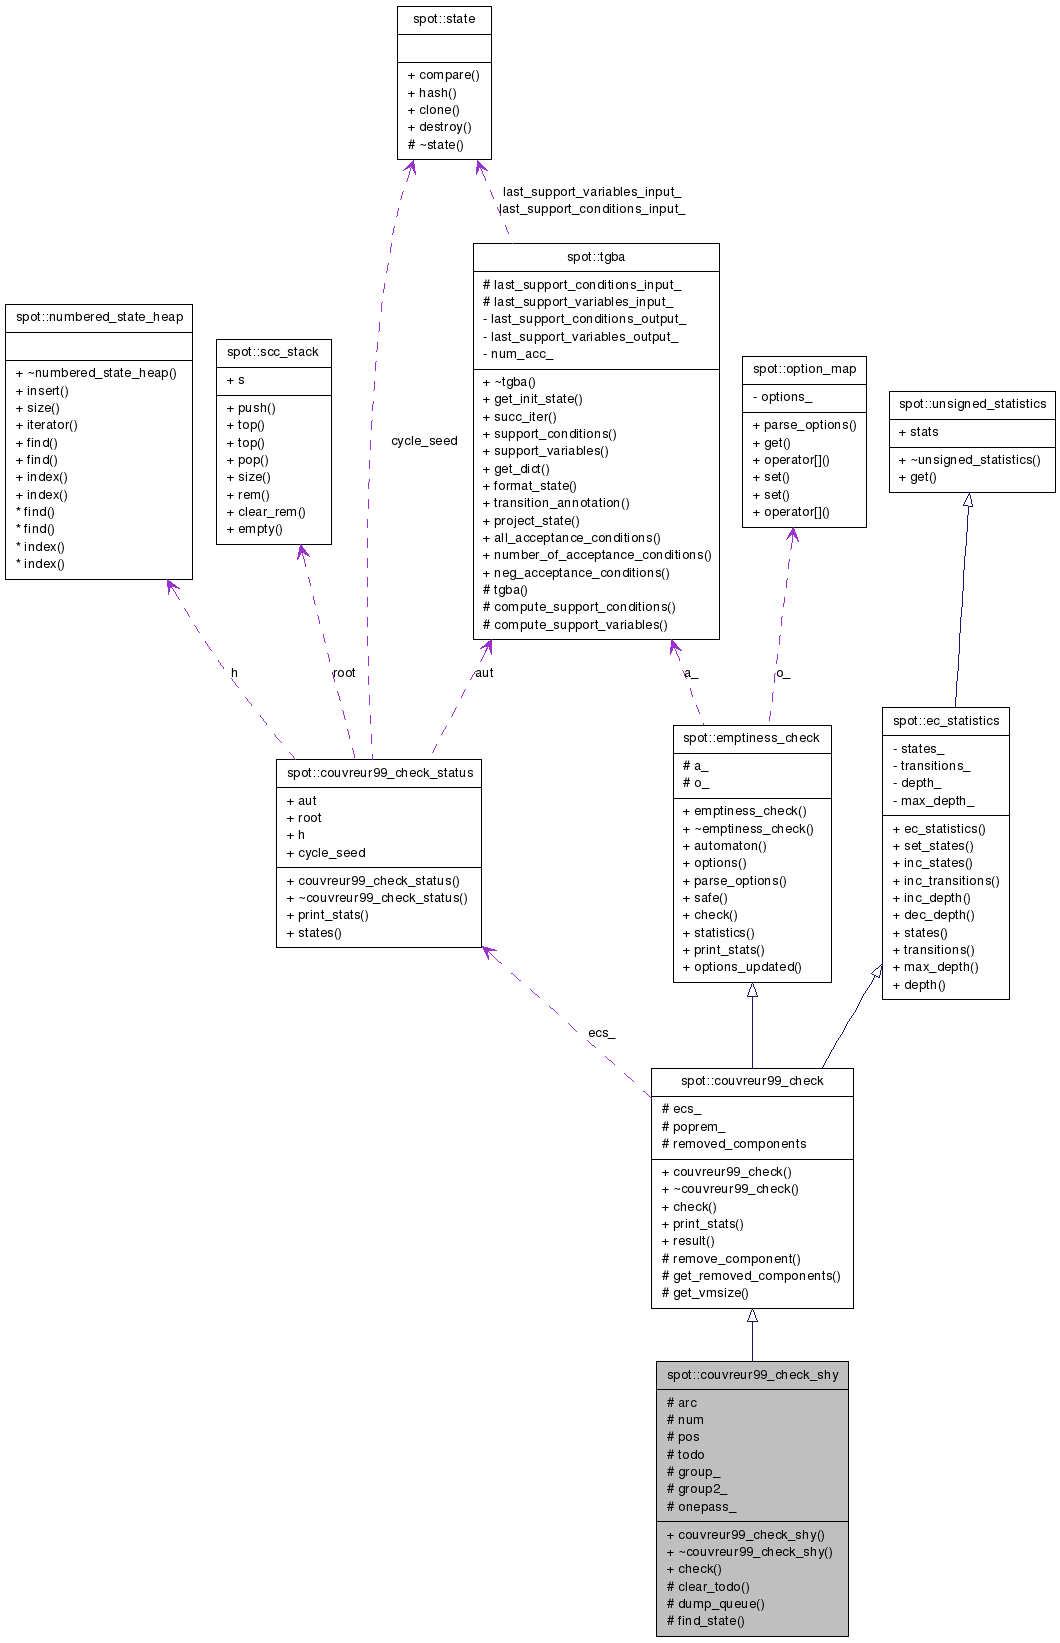 spot::state
+ compare()
+ hash()
+ clone()
+ destroy()
# ~state()
last_support_variables_input_
last_support_conditions_input_
cycle_seed
spot::tgba
# last_support_conditions_input_
# last_support_variables_input_
- last_support_conditions_output_
- last_support_variables_output_
- num_acc_
+ ~tgba()
+ get_init_state()
+ succ_iter()
+ support_conditions()
+ support_variables()
+ get_dict()
+ format_state()
+ transition_annotation()
+ project_state()
+ all_acceptance_conditions()
+ number_of_acceptance_conditions()
+ neg_acceptance_conditions()
# tgba()
# compute_support_conditions()
# compute_support_variables()
spot::numbered_state_heap
+ ~numbered_state_heap()
+ insert()
+ size()
+ iterator()
+ find()
+ find()
+ index()
+ index()
* find()
* find()
* index()
* index()
spot::scc_stack
+ s
+ push()
+ top()
+ top()
+ pop()
+ size()
+ rem()
+ clear_rem()
+ empty()
spot::option_map
- options_
+ parse_options()
+ get()
+ operator[]()
+ set()
+ set()
+ operator[]()
spot::unsigned_statistics
+ stats
+ ~unsigned_statistics()
+ get()
h
root
aut
a_
o_
spot::couvreur99_check_status
+ aut
+ root
+ h
+ cycle_seed
+ couvreur99_check_status()
+ ~couvreur99_check_status()
+ print_stats()
+ states()
spot::emptiness_check
# a_
# o_
+ emptiness_check()
+ ~emptiness_check()
+ automaton()
+ options()
+ parse_options()
+ safe()
+ check()
+ statistics()
+ print_stats()
+ options_updated()
spot::ec_statistics
- states_
- transitions_
- depth_
- max_depth_
+ ec_statistics()
+ set_states()
+ inc_states()
+ inc_transitions()
+ inc_depth()
+ dec_depth()
+ states()
+ transitions()
+ max_depth()
+ depth()
ecs_
spot::couvreur99_check
# ecs_
# poprem_
# removed_components
+ couvreur99_check()
+ ~couvreur99_check()
+ check()
+ print_stats()
+ result()
# remove_component()
# get_removed_components()
# get_vmsize()
spot::couvreur99_check_shy
# arc
# num
# pos
# todo
# group_
# group2_
# onepass_
+ couvreur99_check_shy()
+ ~couvreur99_check_shy()
+ check()
# clear_todo()
# dump_queue()
# find_state()